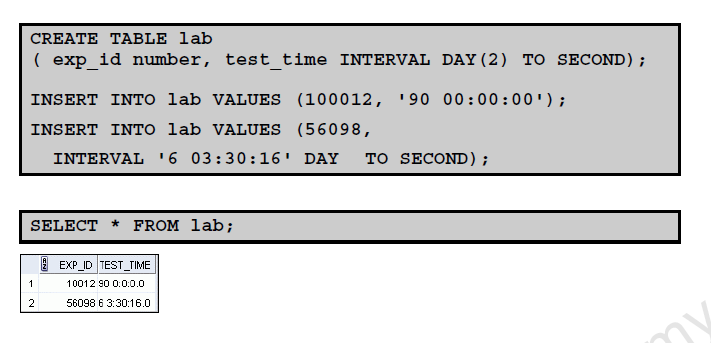 CREATE TABLE lab
( exp_id number, test_time INTERVAL DAY(2) TO SECOND);
INSERT INTO lab VALUES (100012, '90 00:00:00');
INSERT INTO lab VALUES (56098,
INTERVAL '6 03:30:16' DAY TO SECOND);
SELECT * FROM lab;
EXP_ID TEST_TIME
1 10012 90 0:0:0.0
2 56098 6 3:30:16.0
my